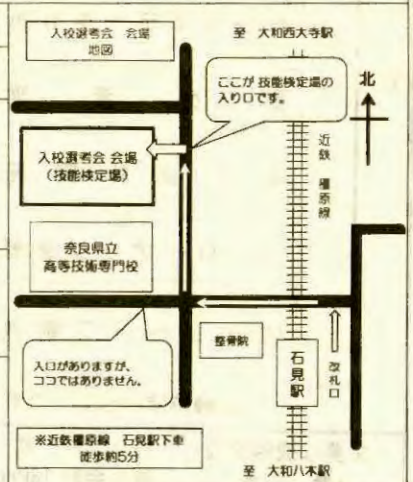 入校選考会 会場
地図
至 大和西大寺駅
ここが 技能検定場の
入り口です。
北
近鉄 橿原線
入校選考会 会場
(技能検定場)
奈良県立
高等技術専門校
整骨院
石見駅
改札口
入口がありますが、
ココではありません。
※近鉄橿原線 石見駅下車
徒歩約5分
至 大和八木駅